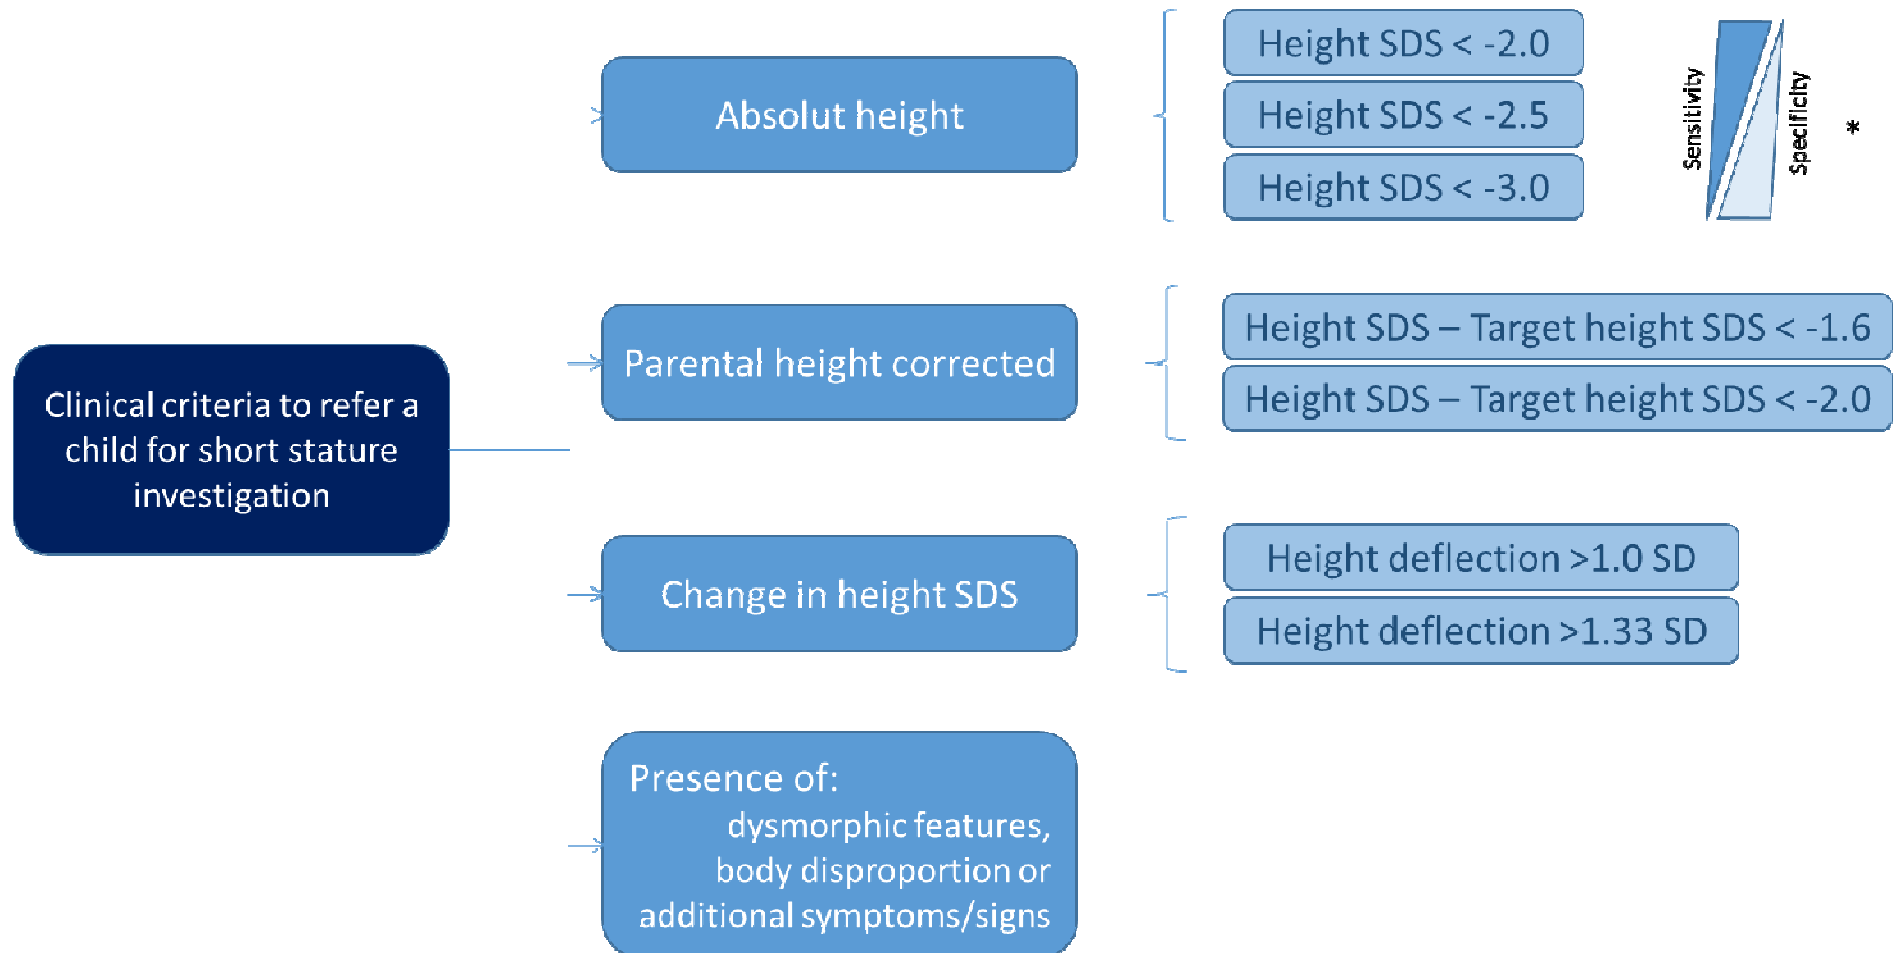 Clinical criteria to refer a
child for short stature
investigation
Absolut height
Height SDS < -2.0
Height SDS < -2.5
Height SDS < -3.0
Sensitivity
Specificity
*
Parental height corrected
Height SDS – Target height SDS < -1.6
Height SDS – Target height SDS < -2.0
Change in height SDS
Height deflection >1.0 SD
Height deflection >1.33 SD
Presence of:
dysmorphic features,
body disproportion or
additional symptoms/signs